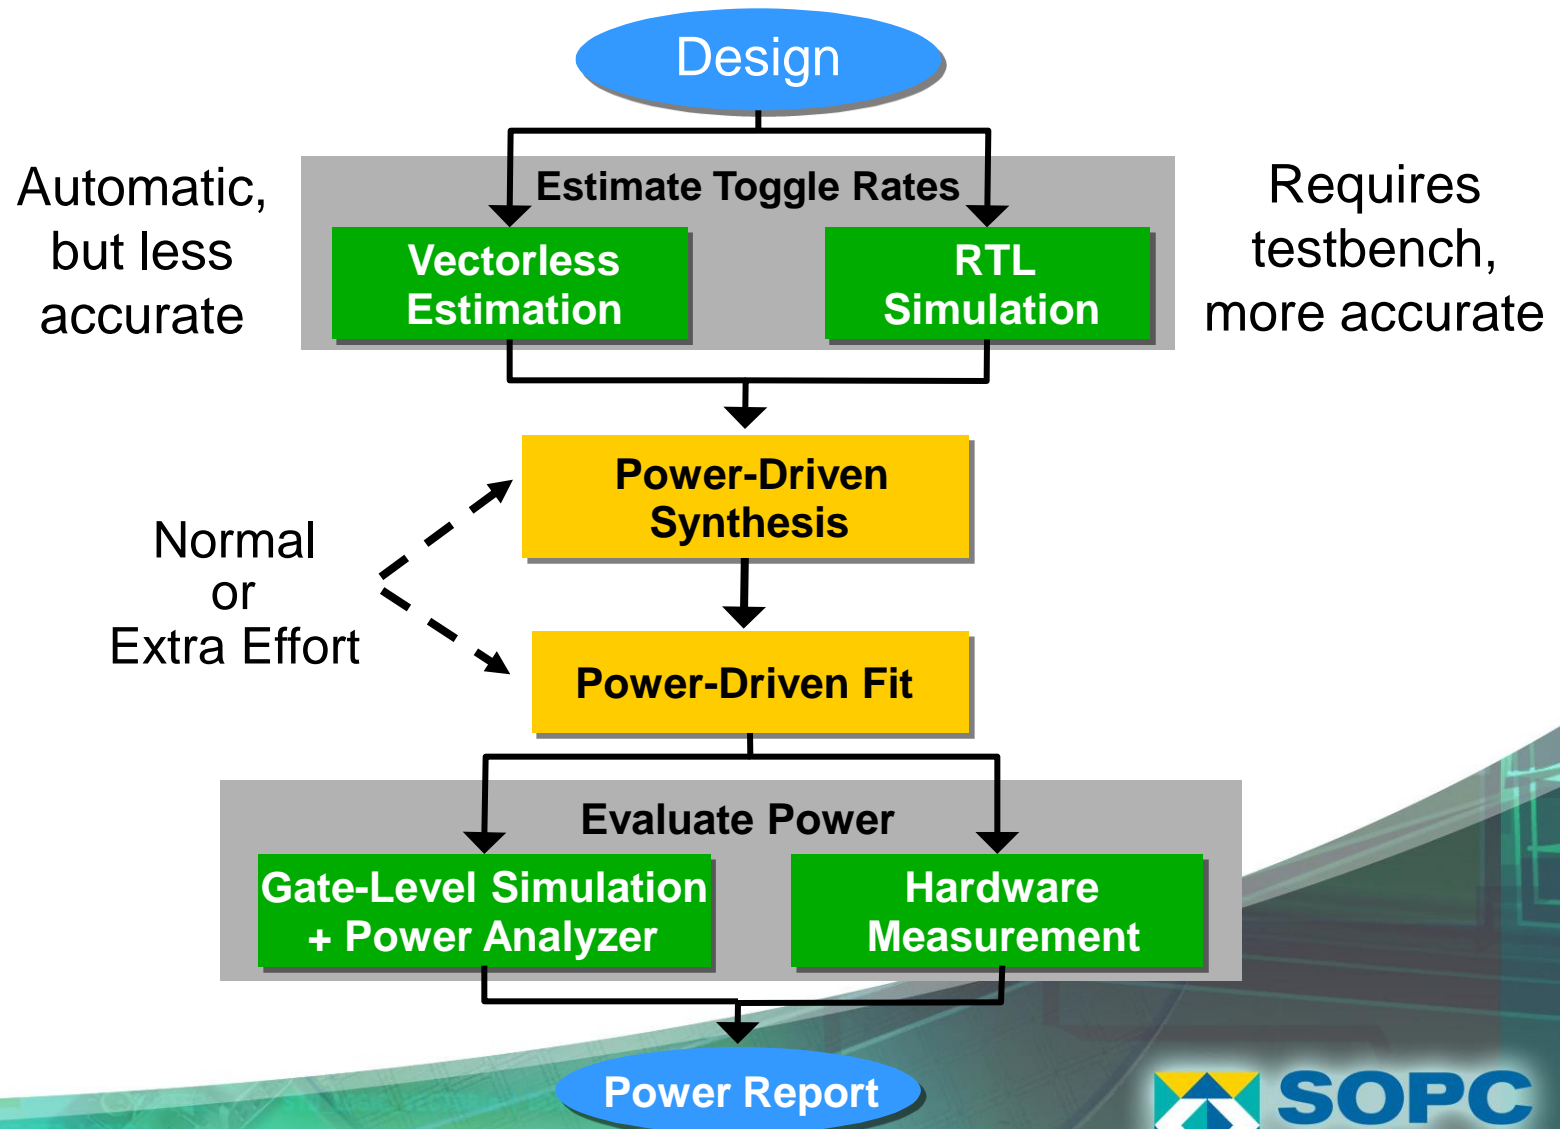 Design
Automatic,
but less
accurate
Estimate Toggle Rates
Vectorless
Estimation
RTL
Simulation
Requires
testbench,
more accurate
Power-Driven
Synthesis
Normal
or
Extra Effort
Power-Driven Fit
Evaluate Power
Gate-Level Simulation
+ Power Analyzer
Hardware
Measurement
Power Report
SOPC